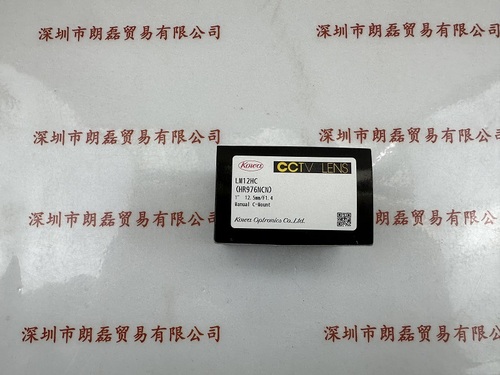 深圳市朗磊贸易有限公司
深圳市朗磊贸易有限公司
深圳市朗磊贸易有限公司
深圳市朗磊贸易有限公司
Kowa
CCTV LENS
LM12HC
(HR976NCN)
1" 12.5mm/F1.4
Manual C-Mount
Kowa Optronics Co.,Ltd.
深圳市朗磊贸易有限公司
深圳市朗磊贸易有限公司
深圳市朗磊贸易有限公司
深圳市朗磊贸易有限公司